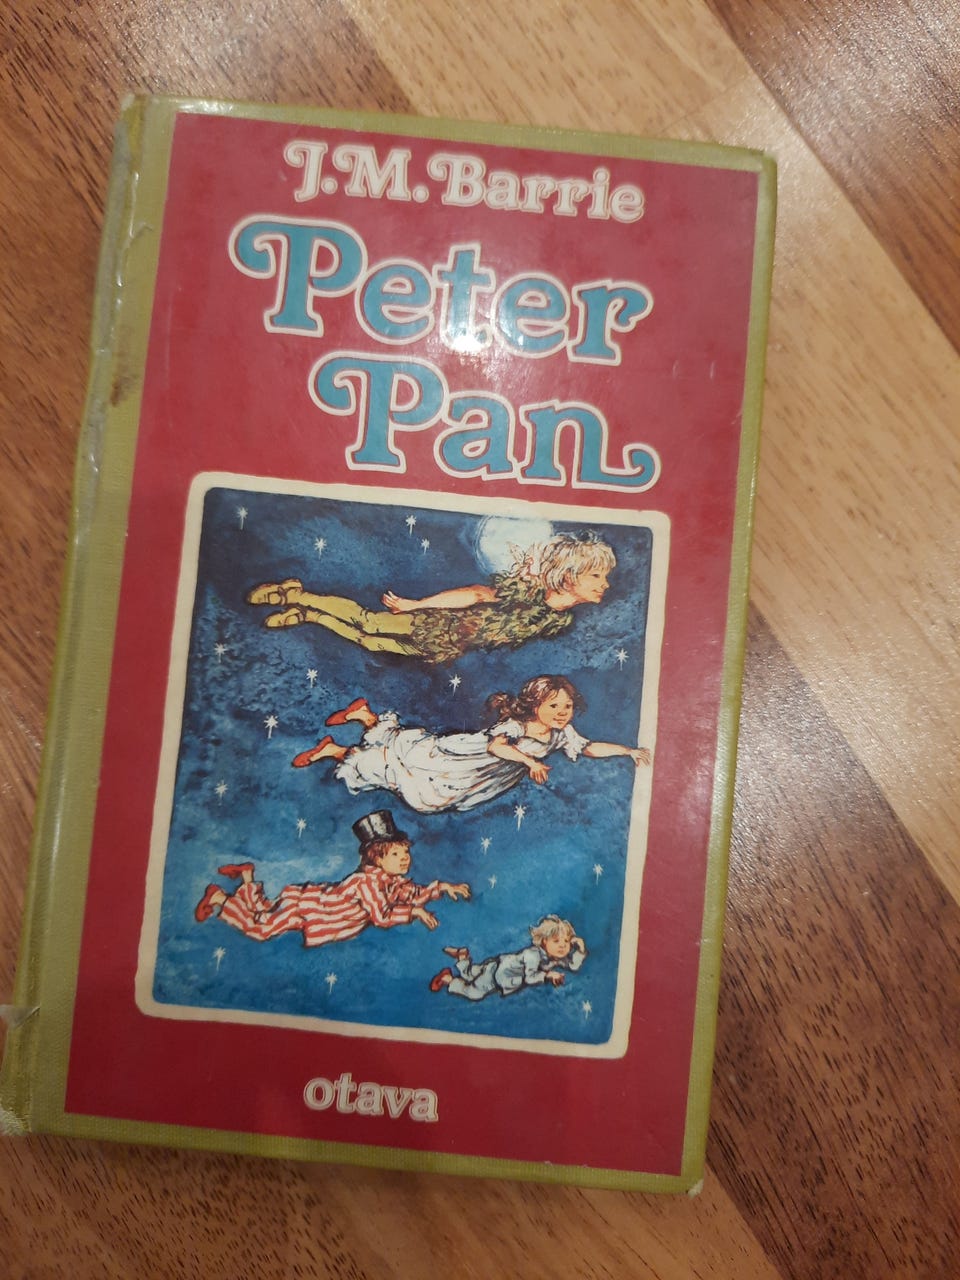 J.M. Barrie
Peter
Pan
otava